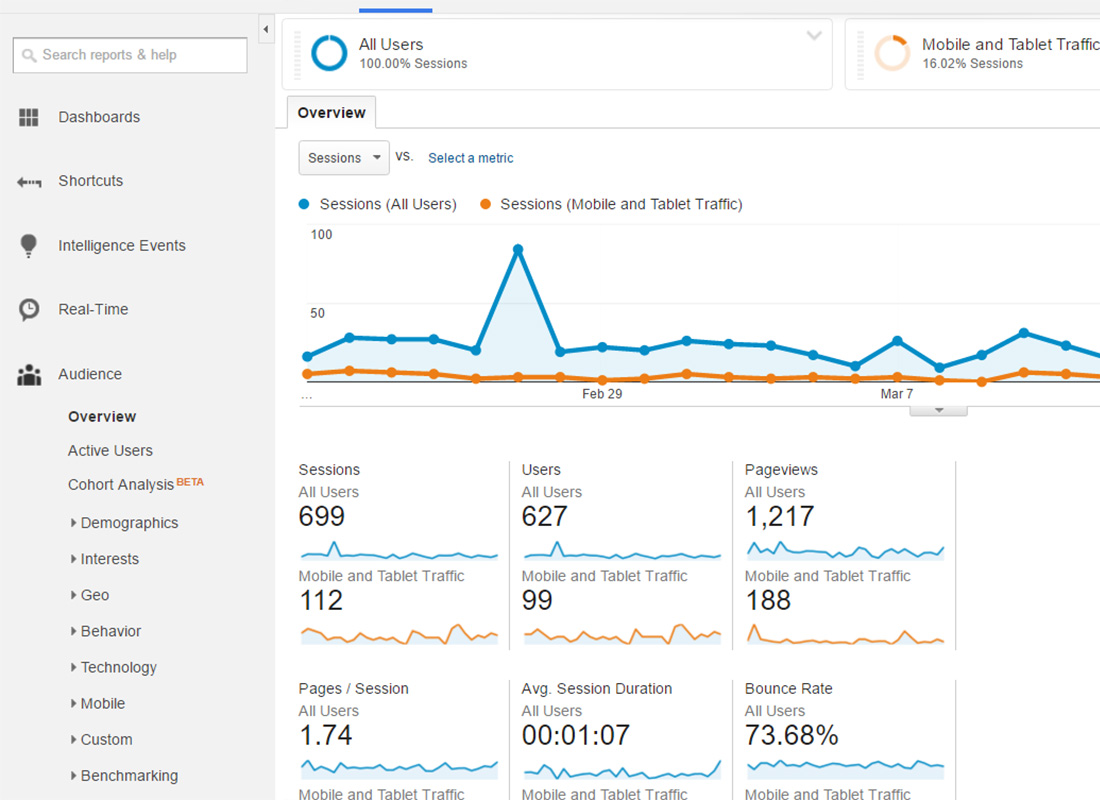 Search reports & help
Dashboards
Shortcuts
Intelligence Events
Real-Time
Audience
Overview
Active Users
Cohort Analysis BETA
Demographics
Interests
Geo
Behavior
Technology
Mobile
Custom
Benchmarking
All Users
100.00% Sessions
Mobile and Tablet Traffic
16.02% Sessions
Overview
Sessions vs. Select a metric
Sessions (All Users) Sessions (Mobile and Tablet Traffic)
100
50
... Feb 29 Mar 7
Sessions
All Users
699
Mobile and Tablet Traffic
112
Users
All Users
627
Mobile and Tablet Traffic
99
Pageviews
All Users
1,217
Mobile and Tablet Traffic
188
Pages / Session
All Users
1.74
Mobile and Tablet Traffic
Avg. Session Duration
All Users
00:01:07
Mobile and Tablet Traffic
Bounce Rate
All Users
73.68%
Mobile and Tablet Traffic